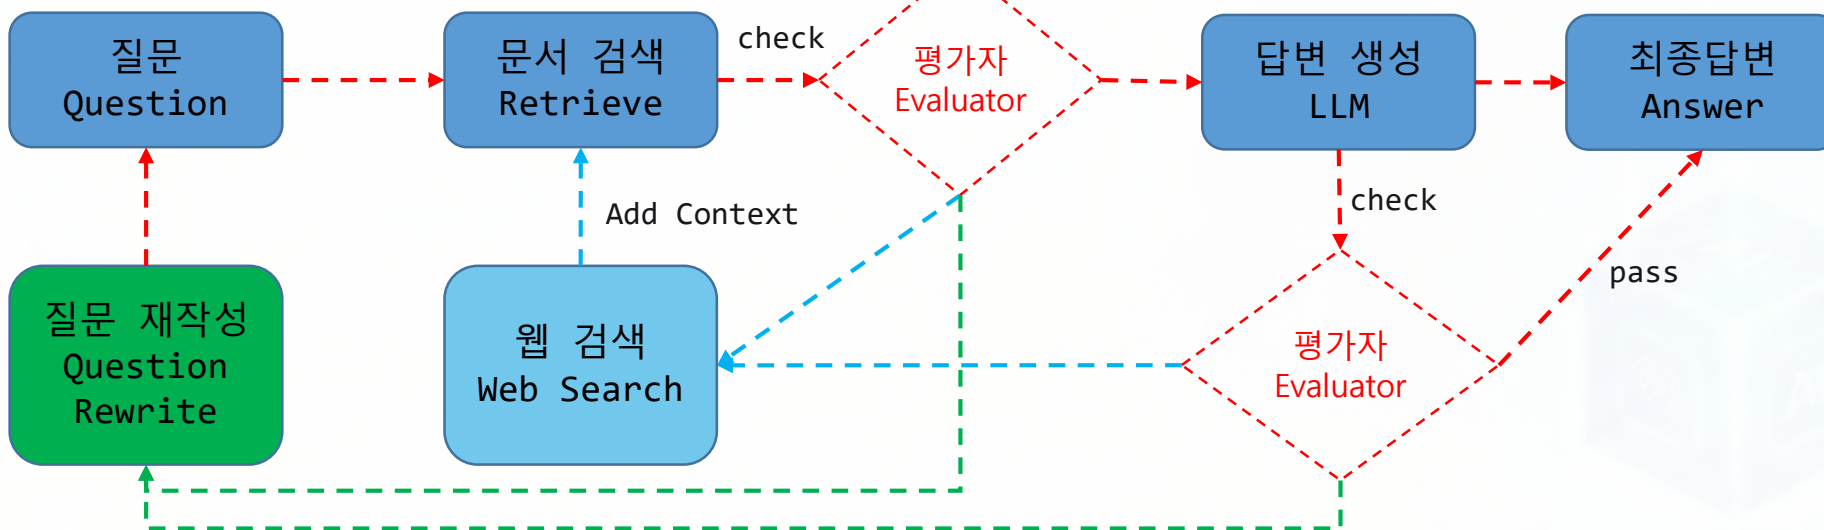 질문
Question
문서 검색
Retrieve
check
평가자
Evaluator
답변 생성
LLM
최종답변
Answer
Add Context
check
pass
질문 재작성
Question
Rewrite
웹 검색
Web Search
평가자
Evaluator